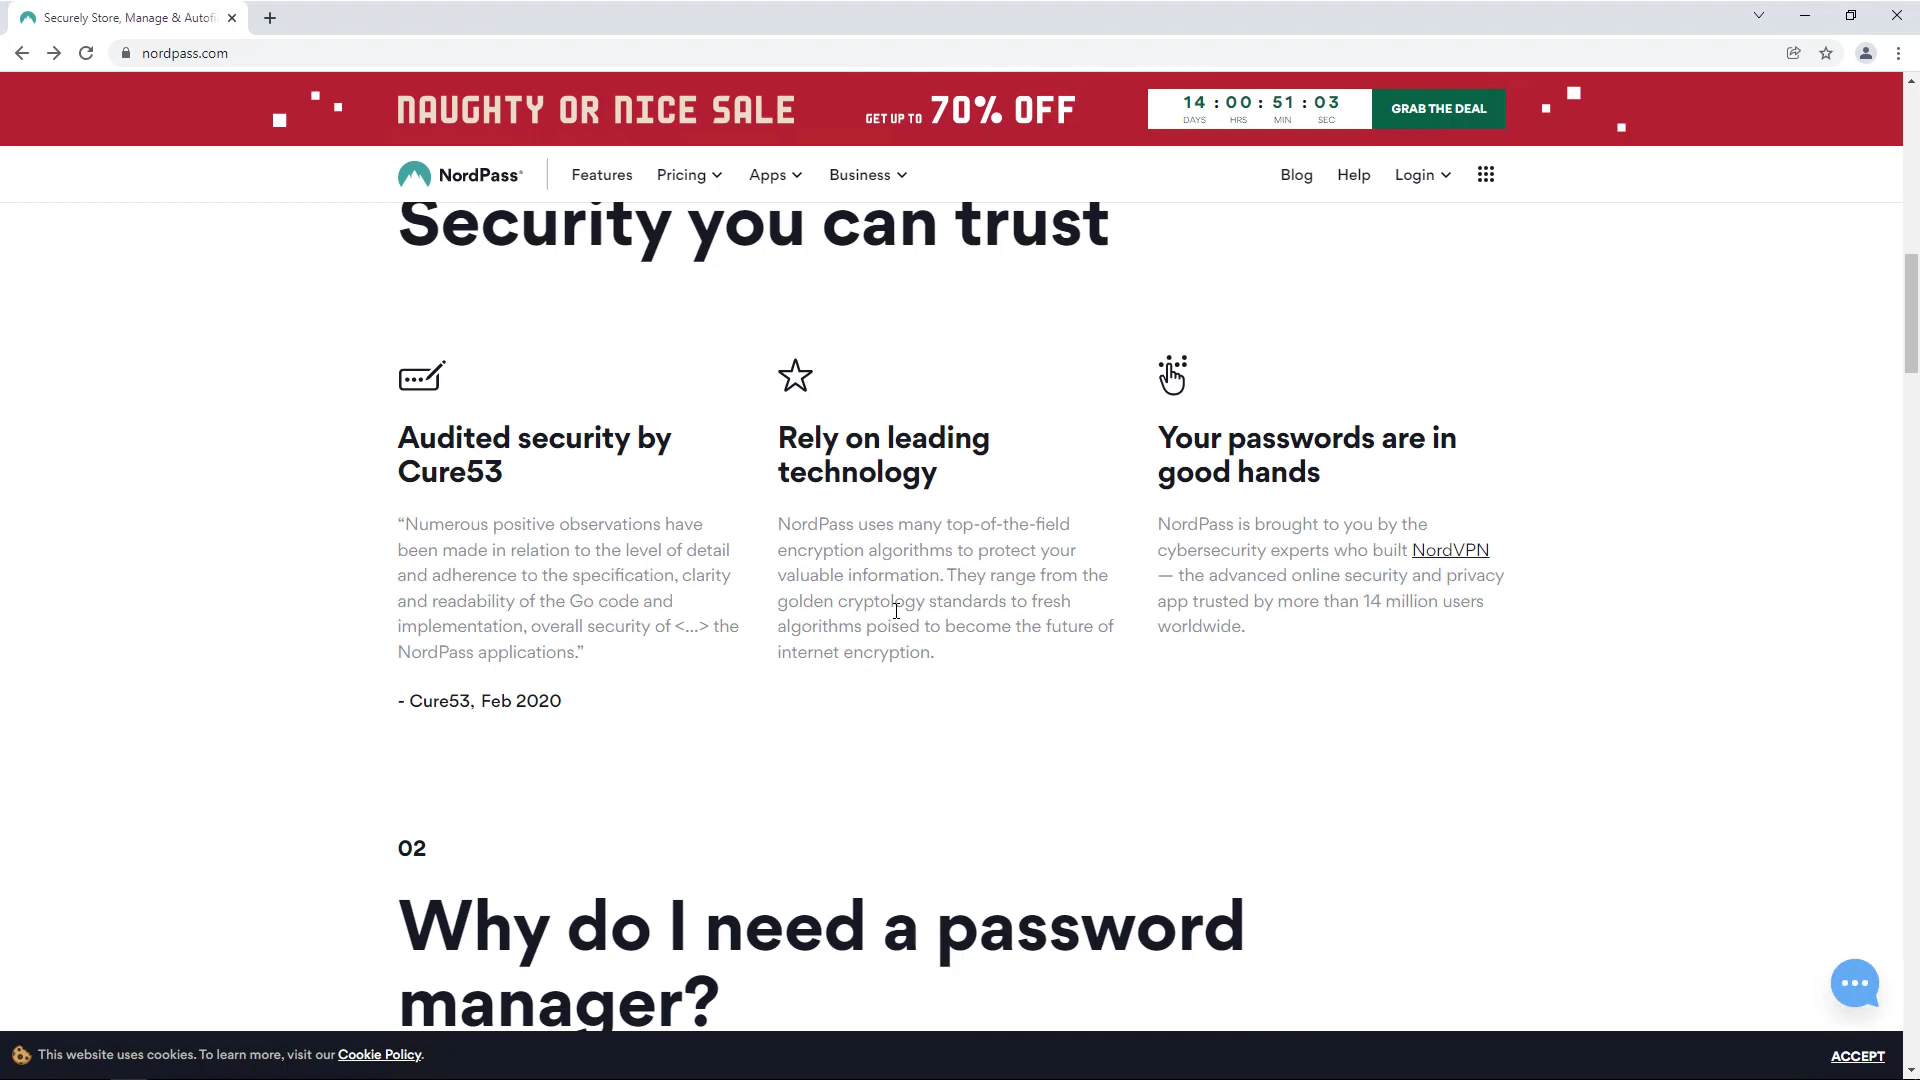 Securely Store, Manage & Autofi
nordpass.com
NAUGHTY OR NICE SALE
GET UP TO 70% OFF
14 : 00 : 51 : 03
DAYS HRS MIN SEC
GRAB THE DEAL
NordPass®
Features
Pricing
Apps
Business
Blog
Help
Login
Security you can trust
Audited security by
Cure53
“Numerous positive observations have
been made in relation to the level of detail
and adherence to the specification, clarity
and readability of the Go code and
implementation, overall security of <...> the
NordPass applications.”
- Cure53, Feb 2020
Rely on leading
technology
NordPass uses many top-of-the-field
encryption algorithms to protect your
valuable information. They range from the
golden cryptology standards to fresh
algorithms poised to become the future of
internet encryption.
Your passwords are in
good hands
NordPass is brought to you by the
cybersecurity experts who built NordVPN
— the advanced online security and privacy
app trusted by more than 14 million users
worldwide.
02
Why do I need a password
manager?
This website uses cookies. To learn more, visit our Cookie Policy.
ACCEPT